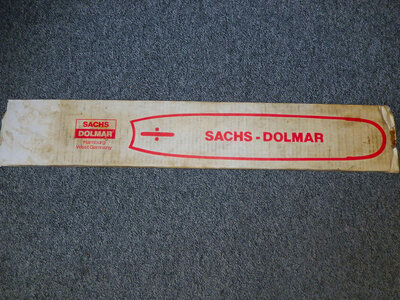 SACHS
DOLMAR
Hamburg
West Germany
SACHS - DOLMAR